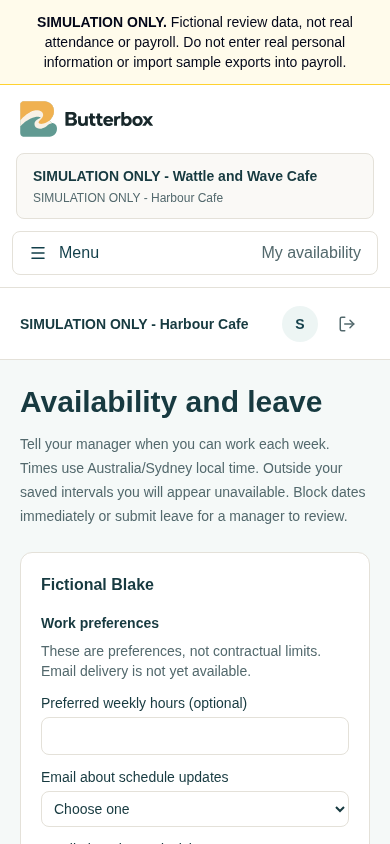 SIMULATION ONLY. Fictional review data, not real
attendance or payroll. Do not enter real personal
information or import sample exports into payroll.
Butterbox
SIMULATION ONLY - Wattle and Wave Cafe
SIMULATION ONLY - Harbour Cafe
Menu My availability
SIMULATION ONLY - Harbour Cafe S
Availability and leave
Tell your manager when you can work each week.
Times use Australia/Sydney local time. Outside your
saved intervals you will appear unavailable. Block dates
immediately or submit leave for a manager to review.
Fictional Blake
Work preferences
These are preferences, not contractual limits.
Email delivery is not yet available.
Preferred weekly hours (optional)
Email about schedule updates
Choose one